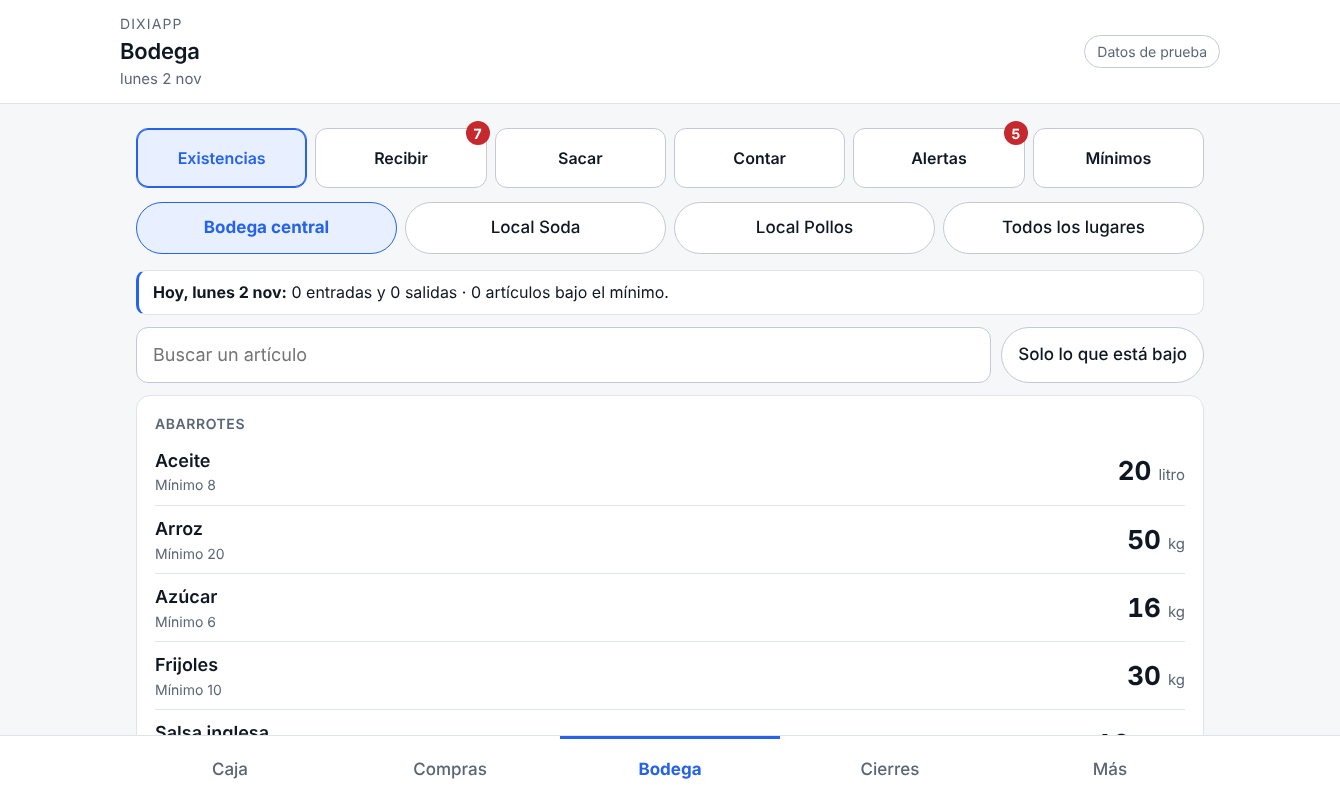 DIXIAPP
Bodega
lunes 2 nov
Datos de prueba
Existencias
Recibir
7
Sacar
Contar
Alertas
5
Mínimos
Bodega central
Local Soda
Local Pollos
Todos los lugares
Hoy, lunes 2 nov: 0 entradas y 0 salidas · 0 artículos bajo el mínimo.
Buscar un artículo
Solo lo que está bajo
ABARROTES
Aceite
Mínimo 8
20 litro
Arroz
Mínimo 20
50 kg
Azúcar
Mínimo 6
16 kg
Frijoles
Mínimo 10
30 kg
Salsa inglesa
Caja
Compras
Bodega
Cierres
Más